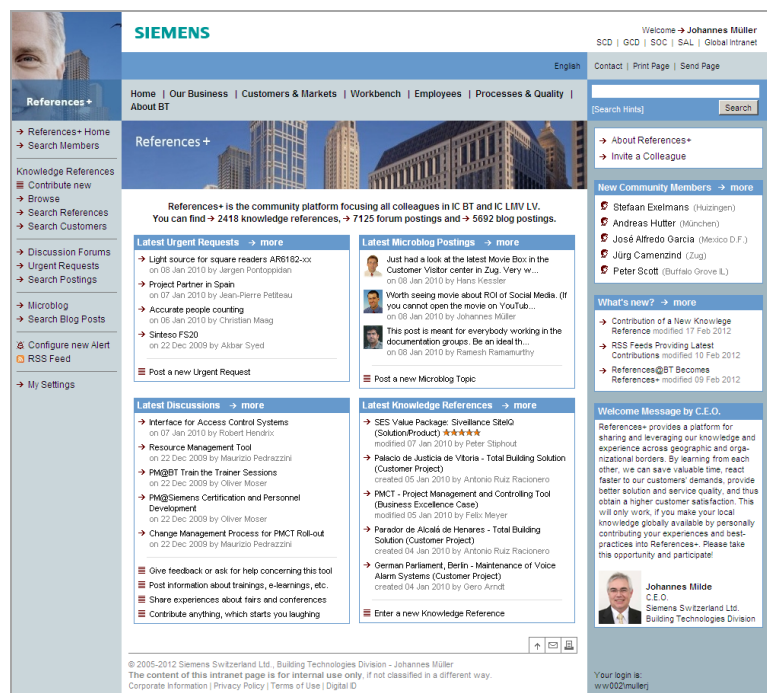 SIEMENS
Welcome → Johannes Müller
SCD | GCD | SOC | SAL | Global Intranet
English
Contact | Print Page | Send Page
References+
Home | Our Business | Customers & Markets | Workbench | Employees | Processes & Quality |
About BT
[Search Hints]
Search
→ References+ Home
→ Search Members
Knowledge References
Contribute new
→ Browse
→ Search References
→ Search Customers
→ Discussion Forums
→ Urgent Requests
→ Search Postings
→ Microblog
→ Search Blog Posts
Configure new Alert
RSS Feed
→ My Settings
References+
References+ is the community platform focusing all colleagues in IC BT and IC LMV LV.
You can find → 2418 knowledge references, → 7125 forum postings and → 5692 blog postings.
Latest Urgent Requests → more
→ Light source for square readers AR6182-xx
on 08 Jan 2010 by Jørgen Pontoppidan
→ Project Partner in Spain
on 07 Jan 2010 by Jean-Pierre Petiteau
→ Accurate people counting
on 06 Jan 2010 by Christian Maag
→ Sinteso FS20
on 22 Dec 2009 by Akbar Syed
Post a new Urgent Request
Latest Microblog Postings → more
Just had a look at the latest Movie Box in the
Customer Visitor center in Zug. Very w...
on 08 Jan 2010 by Hans Kessler
Worth seeing movie about ROI of Social Media. (If
you cannot open the movie on YouTub...
on 08 Jan 2010 by Johannes Müller
This post is meant for everybody working in the
documentation groups. Be an ideal th...
on 08 Jan 2010 by Ramesh Ramamurthy
Post a new Microblog Topic
Latest Discussions → more
→ Interface for Access Control Systems
on 07 Jan 2010 by Robert Hendrix
→ Resource Management Tool
on 22 Dec 2009 by Maurizio Pedrazzini
→ PM@BT Train the Trainer Sessions
on 22 Dec 2009 by Oliver Moser
→ PM@Siemens Certification and Personnel
Development
on 22 Dec 2009 by Oliver Moser
→ Change Management Process for PMCT Roll-out
on 22 Dec 2009 by Maurizio Pedrazzini
Give feedback or ask for help concerning this tool
Post information about trainings, e-learnings, etc.
Share experiences about fairs and conferences
Contribute anything, which starts you laughing
Latest Knowledge References → more
→ SES Value Package: Siveillance SiteIQ
(Solution/Product) ★★★★★
modified 07 Jan 2010 by Peter Stiphout
→ Palacio de Justicia de Vitoria - Total Building Solution
(Customer Project)
created 05 Jan 2010 by Antonio Ruiz Racionero
→ PMCT - Project Management and Controlling Tool
(Business Excellence Case)
modified 05 Jan 2010 by Felix Meyer
→ Parador de Alcalá de Henares - Total Building
Solution (Customer Project)
created 04 Jan 2010 by Antonio Ruiz Racionero
→ German Parliament, Berlin - Maintenance of Voice
Alarm Systems (Customer Project)
created 04 Jan 2010 by Gero Arndt
Enter a new Knowledge Reference
→ About References+
→ Invite a Colleague
New Community Members → more
Stefaan Exelmans (Huizingen)
Andreas Hutter (München)
José Alfredo Garcia (Mexico D.F.)
Jürg Camenzind (Zug)
Peter Scott (Buffalo Grove IL)
What's new? → more
→ Contribution of a New Knowlege
Reference modified 17 Feb 2012
→ RSS Feeds Providing Latest
Contributions modified 10 Feb 2012
→ References@BT Becomes
References+ modified 09 Feb 2012
Welcome Message by C.E.O.
References+ provides a platform for
sharing and leveraging our knowledge and
experience across geographic and orga-
nizational borders. By learning from each
other, we can save valuable time, react
faster to our customers' demands, provide
better solution and service quality, and thus
obtain a higher customer satisfaction. This
will only work, if you make your local
knowledge globally available by personally
contributing your experiences and best-
practices into References+. Please take
this opportunity and participate!
Johannes Milde
C.E.O.
Siemens Switzerland Ltd.
Building Technologies Division
© 2005-2012 Siemens Switzerland Ltd., Building Technologies Division - Johannes Müller
The content of this intranet page is for internal use only, if not classified in a different way.
Corporate Information | Privacy Policy | Terms of Use | Digital ID
Your login is:
ww002\mullerj